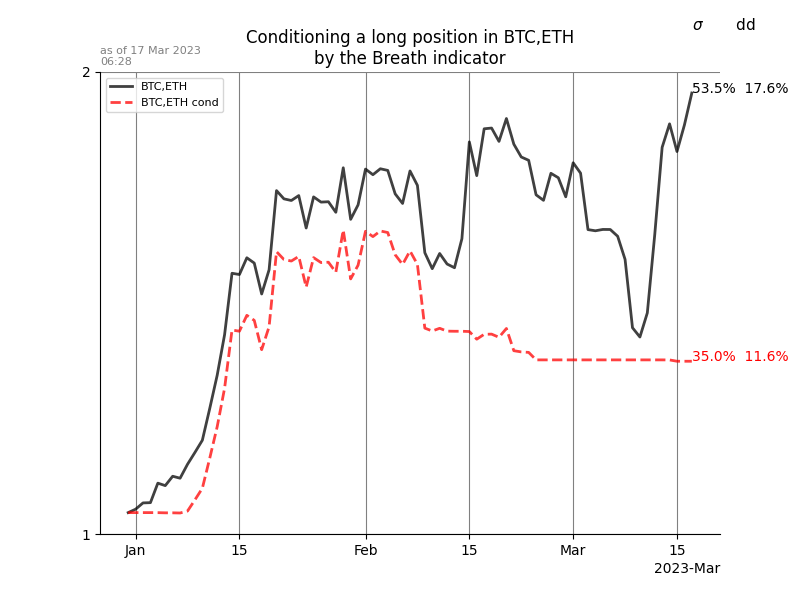 σ dd
Conditioning a long position in BTC,ETH
by the Breath indicator
as of 17 Mar 2023
06:28
2
BTC,ETH
BTC,ETH cond
53.5% 17.6%
35.0% 11.6%
1
Jan 15 Feb 15 Mar 15
2023-Mar